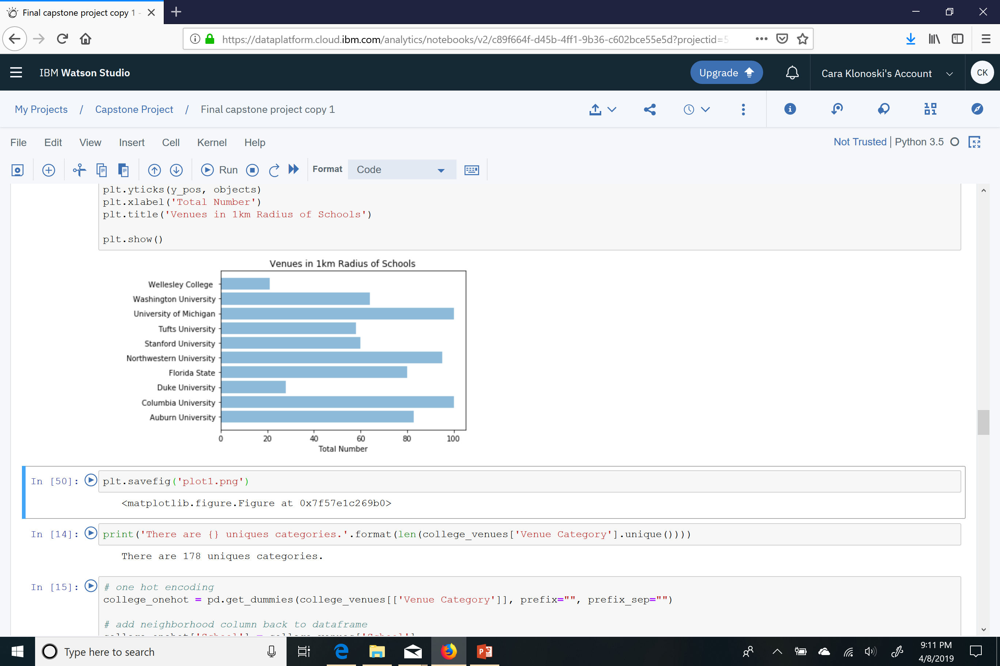 Final capstone project copy 1 -
https://dataplatform.cloud.ibm.com/analytics/notebooks/v2/c89f664f-d45b-4ff1-9b36-c602bce55e5d?projectid=5
IBM Watson Studio
Upgrade
Cara Klonoski's Account
CK
My Projects / Capstone Project / Final capstone project copy 1
File Edit View Insert Cell Kernel Help
Not Trusted | Python 3.5
Run
Format
Code
plt.yticks(y_pos, objects)
plt.xlabel('Total Number')
plt.title('Venues in 1km Radius of Schools')
plt.show()
Venues in 1km Radius of Schools
Wellesley College
Washington University
University of Michigan
Tufts University
Stanford University
Northwestern University
Florida State
Duke University
Columbia University
Auburn University
0 20 40 60 80 100
Total Number
In [50]: plt.savefig('plot1.png')
<matplotlib.figure.Figure at 0x7f57e1c269b0>
In [14]: print('There are {} uniques categories.'.format(len(college_venues['Venue Category'].unique())))
There are 178 uniques categories.
In [15]: # one hot encoding
college_onehot = pd.get_dummies(college_venues[['Venue Category']], prefix="", prefix_sep="")
# add neighborhood column back to dataframe
Type here to search
9:11 PM
4/8/2019